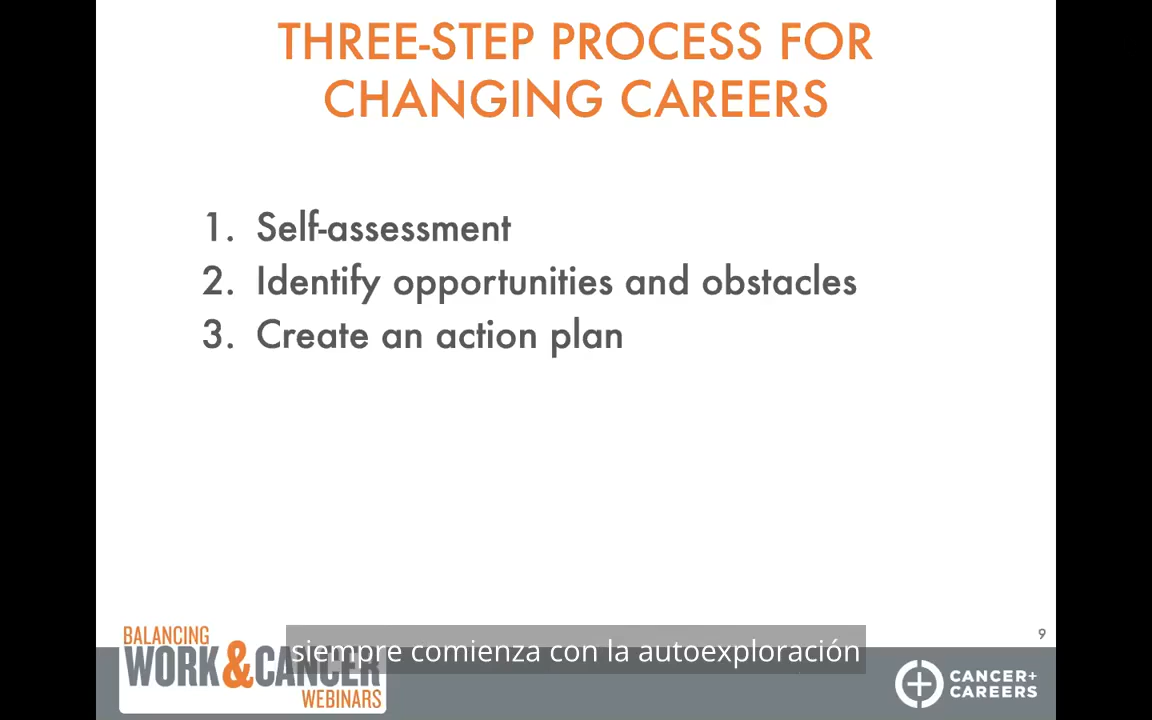 THREE-STEP PROCESS FOR
CHANGING CAREERS
1. Self-assessment
2. Identify opportunities and obstacles
3. Create an action plan
9
BALANCING
WORK & CANCER
WEBINARS
siempre comienza con la autoexploración
CANCER+
CAREERS